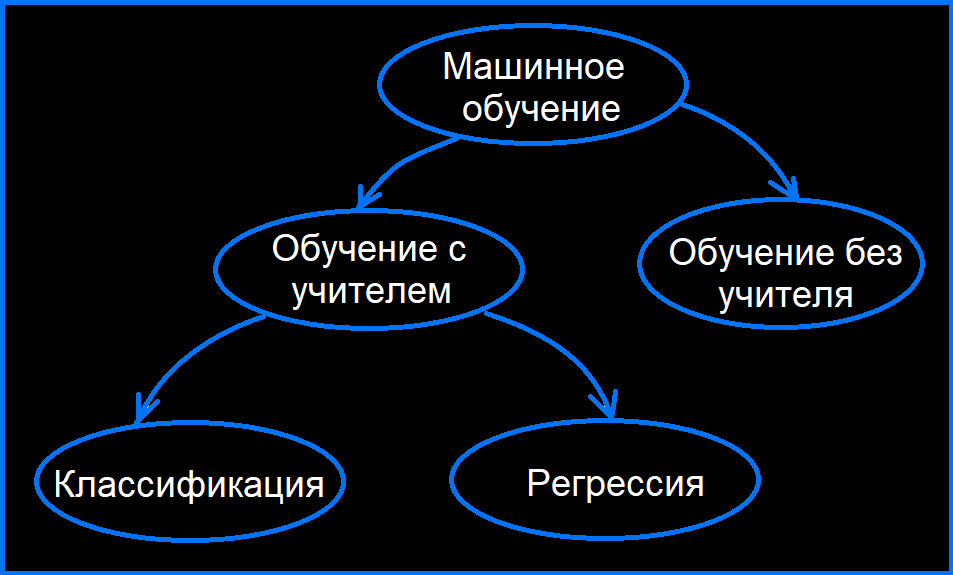 Машинное
обучение
Обучение с
учителем
Обучение без
учителя
Классификация
Регрессия